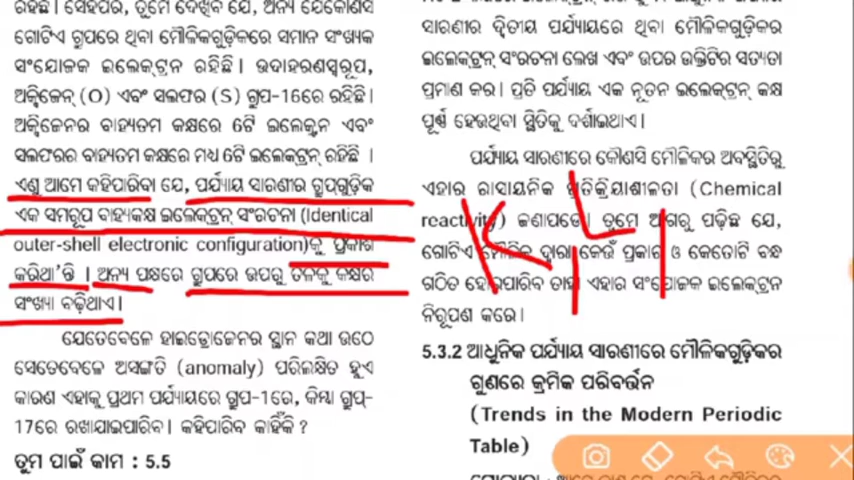 ରହିଛି। ସେହିପରି, ତୁମେ ଦେଖିବ ଯେ, ଅନ୍ୟ ଯେକୌଣସି
ଗୋଟିଏ ଗ୍ରୁପରେ ଥିବା ମୌଳିକଗୁଡ଼ିକରେ ସମାନ ସଂଖ୍ୟକ
ସଂଯୋଜକ ଇଲେକ୍ଟ୍ରନ ରହିଛି। ଉଦାହରଣସ୍ୱରୂପ,
ଅକ୍ସିଜେନ୍ (O) ଏବଂ ସଲଫର (S) ଗ୍ରୁପ-16ରେ ରହିଛି।
ଅକ୍ସିଜେନର ବାହ୍ୟତମ କକ୍ଷରେ 6ଟି ଇଲେକ୍ଟ୍ରନ ଏବଂ
ସଲଫରର ବାହ୍ୟତମ କକ୍ଷରେ ମଧ୍ୟ 6ଟି ଇଲେକ୍ଟ୍ରନ୍ ରହିଛି ।
ଏଣୁ ଆମେ କହିପାରିବା ଯେ, ପର୍ଯ୍ୟାୟ ସାରଣୀର ଗ୍ରୁପ୍‌ଗୁଡ଼ିକ
ଏକ ସମରୂପ ବାହ୍ୟକକ୍ଷ ଇଲେକ୍ଟ୍ରନ୍ ସଂରଚନା (Identical
outer-shell electronic configuration)କୁ ପ୍ରକାଶ
କରିଥା'ନ୍ତି । ଅନ୍ୟ ପକ୍ଷରେ ଗ୍ରୁପରେ ଉପରୁ ତଳକୁ କକ୍ଷର
ସଂଖ୍ୟା ବଢ଼ିଥାଏ।
ଯେତେବେଳେ ହାଇଡ୍ରୋଜେନର ସ୍ଥାନ କଥା ଉଠେ
ସେତେବେଳେ ଅସଙ୍ଗତି (anomaly) ପରିଲକ୍ଷିତ ହୁଏ
କାରଣ ଏହାକୁ ପ୍ରଥମ ପର୍ଯ୍ୟାୟରେ ଗ୍ରୁପ-1ରେ, କିମ୍ବା ଗ୍ରୁପ୍-
17ରେ ରଖାଯାଇପାରିବ। କହିପାରିବ କାହିଁକି ?
ତୁମ ପାଇଁ କାମ : 5.5
ସାରଣୀର ଦ୍ୱିତୀୟ ପର୍ଯ୍ୟାୟରେ ଥିବା ମୌଳିକଗୁଡ଼ିକର
ଇଲେକ୍ଟ୍ରନ୍ ସଂରଚନା ଲେଖ ଏବଂ ଉପର ଉକ୍ତିଟିର ସତ୍ୟତା
ପ୍ରମାଣ କର। ପ୍ରତି ପର୍ଯ୍ୟାୟ ଏକ ନୂତନ ଇଲେକ୍ଟ୍ରନ୍ କକ୍ଷ
ପୂର୍ଣ୍ଣ ହେଉଥିବା ସ୍ଥିତିକୁ ଦର୍ଶାଇଥାଏ।
ପର୍ଯ୍ୟାୟ ସାରଣୀରେ କୌଣସି ମୌଳିକର ଅବସ୍ଥିତିରୁ
ଏହାର ରାସାୟନିକ ପ୍ରତିକ୍ରିୟାଶୀଳତା (Chemical
reactivity) ଜଣାପଡେ। ତୁମେ ଆଗରୁ ପଢ଼ିଛ ଯେ,
ଗୋଟିଏ ମୌଳିକ ଦ୍ୱାରା କେଉଁ ପ୍ରକାର ଓ କେତୋଟି ବନ୍ଧ
ଗଠିତ ହୋଇପାରିବ ତାହା ଏହାର ସଂଯୋଜକ ଇଲେକ୍ଟ୍ରନ
ନିରୂପଣ କରେ।
K L
5.3.2 ଆଧୁନିକ ପର୍ଯ୍ୟାୟ ସାରଣୀରେ ମୌଳିକଗୁଡ଼ିକର
ଗୁଣରେ କ୍ରମିକ ପରିବର୍ତ୍ତନ
(Trends in the Modern Periodic
Table)